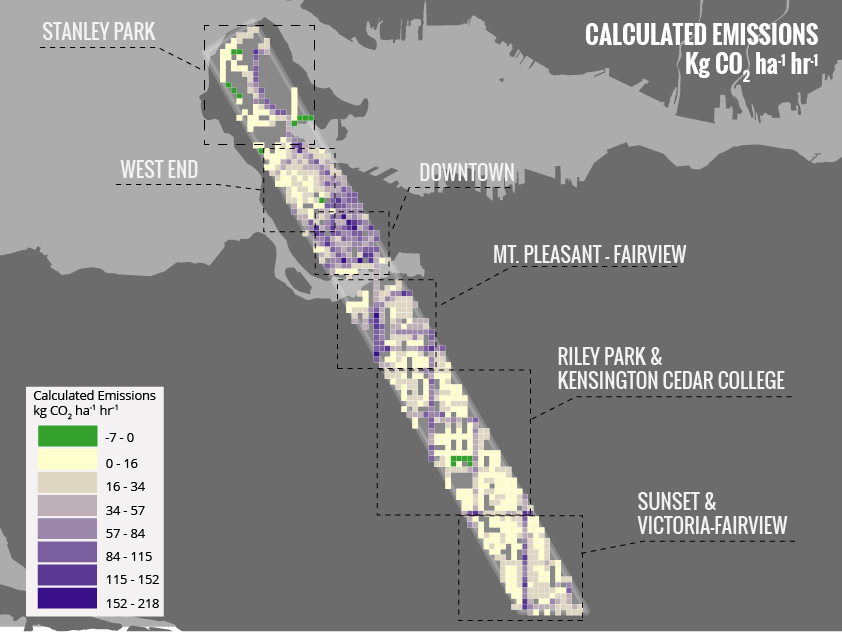 CALCULATED EMISSIONS
Kg CO2 ha-1 hr-1
STANLEY PARK
WEST END
DOWNTOWN
MT. PLEASANT - FAIRVIEW
RILEY PARK &
KENSINGTON CEDAR COLLEGE
SUNSET &
VICTORIA-FAIRVIEW
Calculated Emissions
kg CO2 ha-1 hr-1
-7 - 0
0 - 16
16 - 34
34 - 57
57 - 84
84 - 115
115 - 152
152 - 218